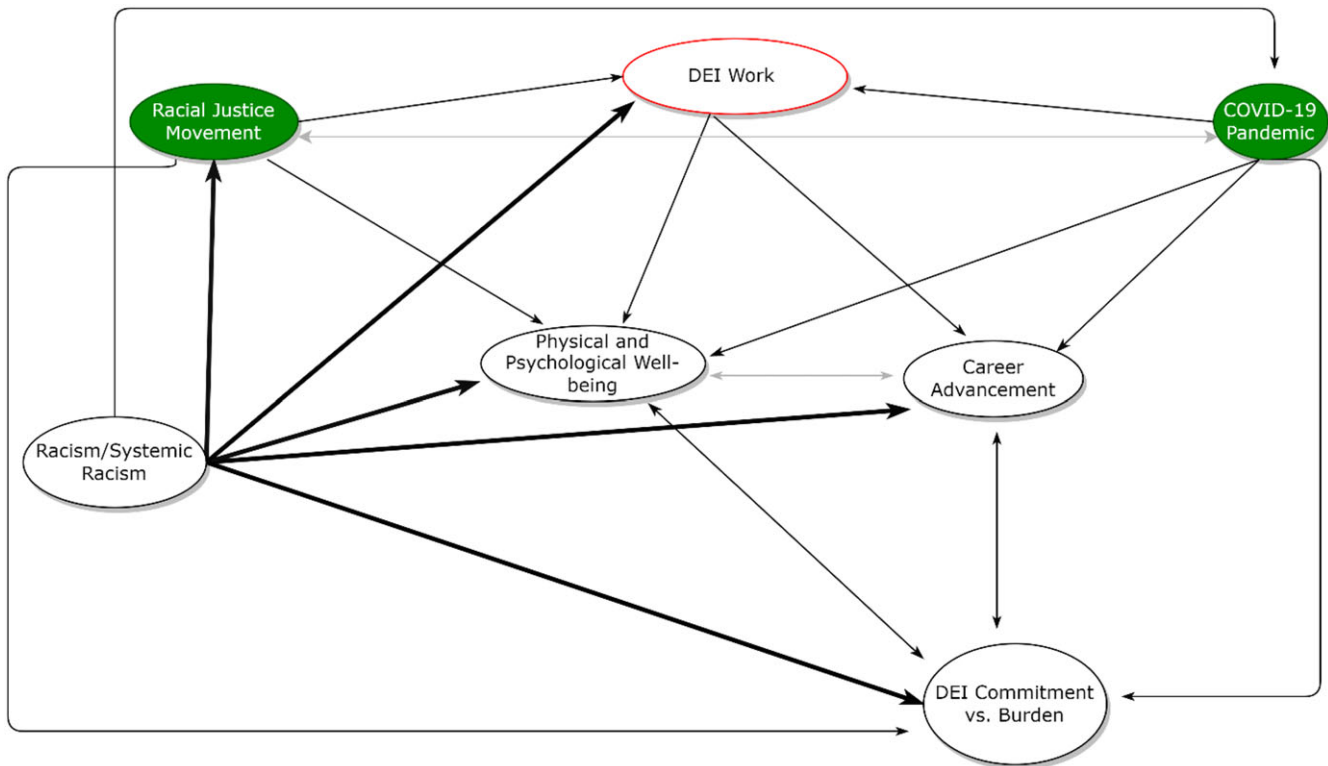 DEI Work
Racial Justice
Movement
COVID-19
Pandemic
Physical and
Psychological Well-
being
Career
Advancement
Racism/Systemic
Racism
DEI Commitment
vs. Burden